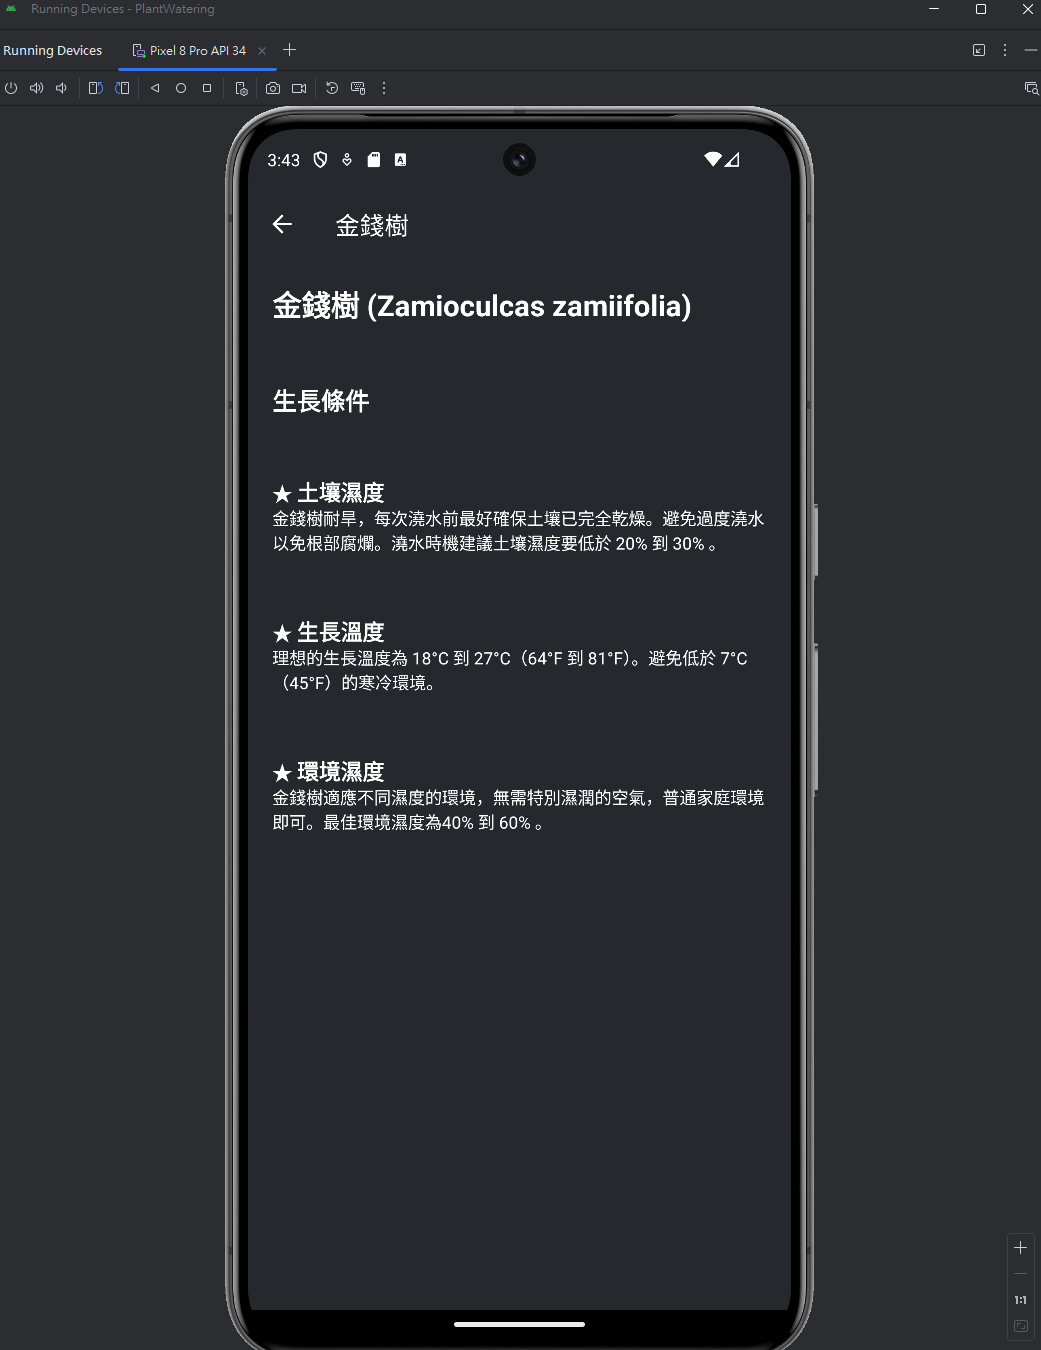 Running Devices - PlantWatering
Running Devices
Pixel 8 Pro API 34
3:43
A
金錢樹
金錢樹 (Zamioculcas zamiifolia)
生長條件
★ 土壤濕度
金錢樹耐旱，每次澆水前最好確保土壤已完全乾燥。避免過度澆水
以免根部腐爛。澆水時機建議土壤濕度要低於 20% 到 30% 。
★ 生長溫度
理想的生長溫度為 18°C 到 27°C（64°F 到 81°F）。避免低於 7°C
（45°F）的寒冷環境。
★ 環境濕度
金錢樹適應不同濕度的環境，無需特別濕潤的空氣，普通家庭環境
即可。最佳環境濕度為40% 到 60% 。
1:1